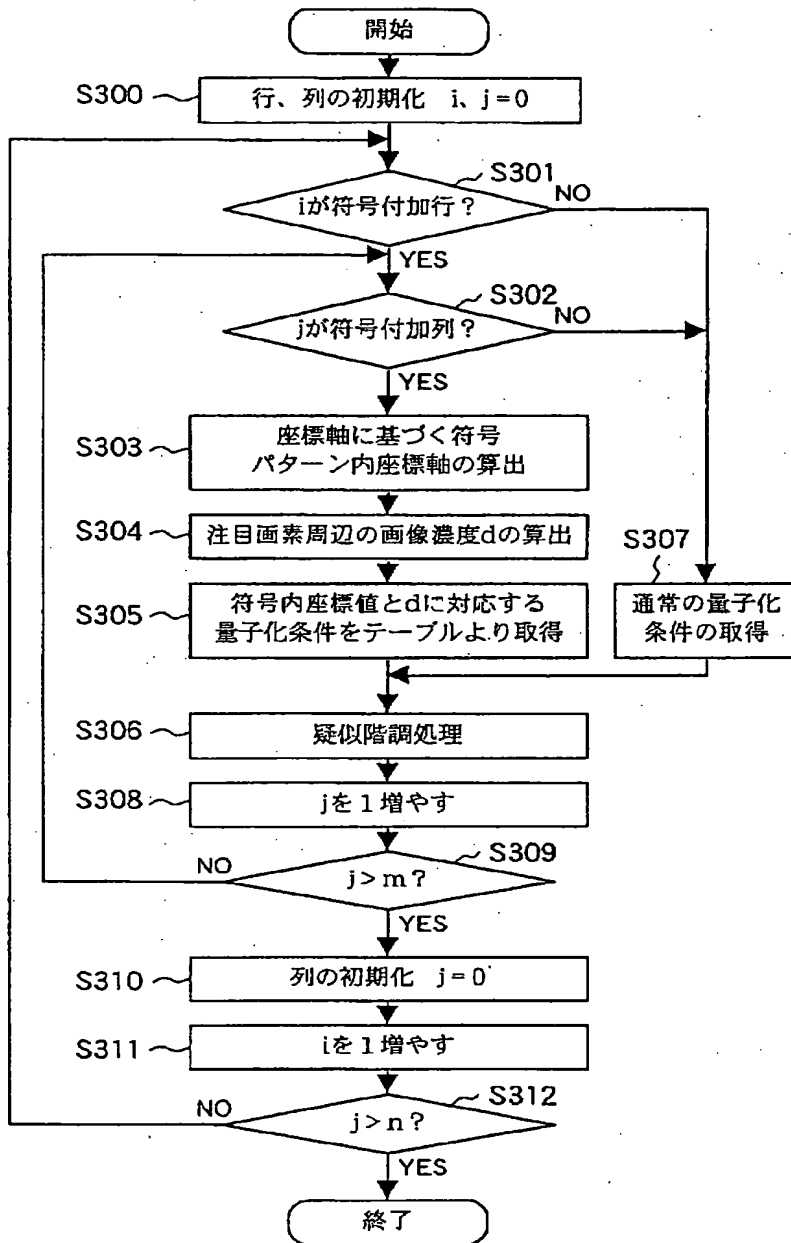 開始
S300
行、列の初期化 i、j=0
S301
iが符号付加行?
NO
YES
S302
jが符号付加列?
NO
YES
S303
座標軸に基づく符号
パターン内座標軸の算出
S304
注目画素周辺の画像濃度dの算出
S305
符号内座標値とdに対応する
量子化条件をテーブルより取得
S307
通常の量子化
条件の取得
S306
疑似階調処理
S308
jを1増やす
S309
NO
j>m?
YES
S310
列の初期化 j=0
S311
iを1増やす
S312
NO
j>n?
YES
終了